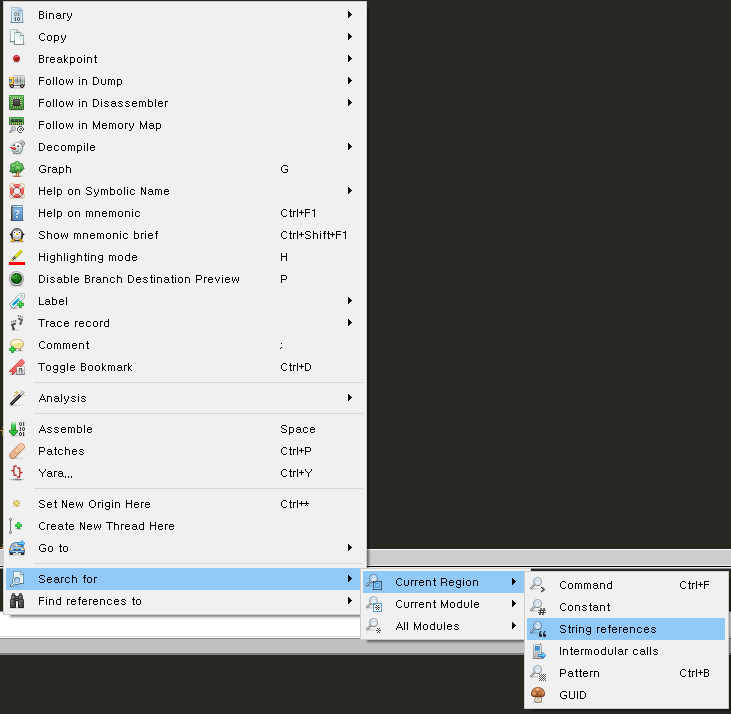 Binary
Copy
Breakpoint
Follow in Dump
Follow in Disassembler
Follow in Memory Map
Decompile
Graph G
Help on Symbolic Name
Help on mnemonic Ctrl+F1
Show mnemonic brief Ctrl+Shift+F1
Highlighting mode H
Disable Branch Destination Preview P
Label
Trace record
Comment ;
Toggle Bookmark Ctrl+D
Analysis
Assemble Space
Patches Ctrl+P
Yara... Ctrl+Y
Set New Origin Here Ctrl+*
Create New Thread Here
Go to
Search for
Find references to
Current Region
Current Module
All Modules
Command Ctrl+F
Constant
String references
Intermodular calls
Pattern Ctrl+B
GUID